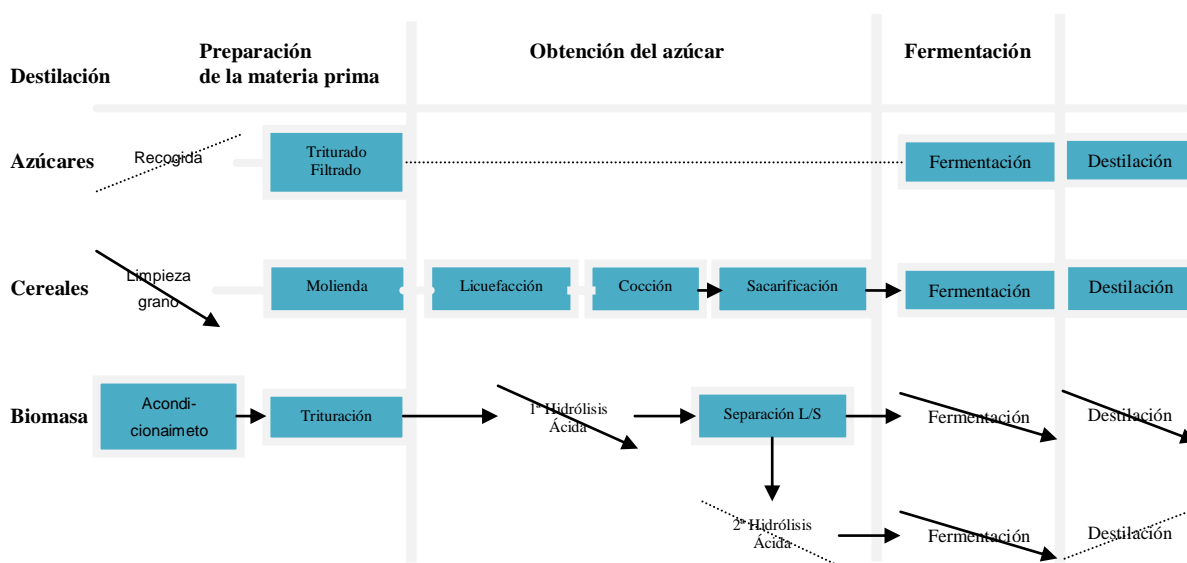 Preparación
de la materia prima
Obtención del azúcar
Fermentación
Destilación
Azúcares
Recogida
Triturado
Filtrado
Fermentación
Destilación
Cereales
Limpieza
grano
Molienda
Licuefacción
Cocción
Sacarificación
Fermentación
Destilación
Biomasa
Acondi-
cionaimeto
Trituración
1ª Hidrólisis
Ácida
Separación L/S
Fermentación
Destilación
2ª Hidrólisis
Ácida
Fermentación
Destilación